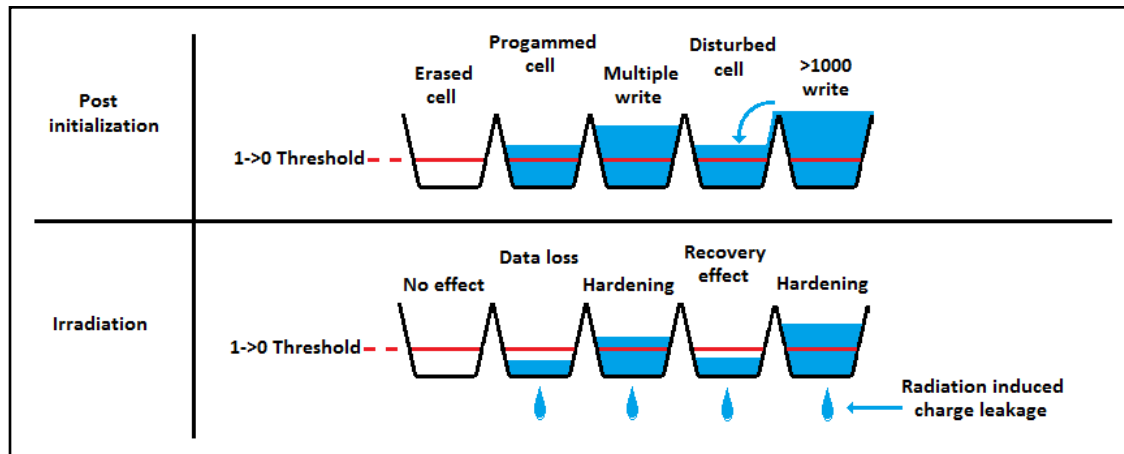 Post
initialization
Erased
cell
Progammed
cell
Multiple
write
Disturbed
cell
>1000
write
1->0 Threshold
Irradiation
No effect
Data loss
Hardening
Recovery
effect
Hardening
1->0 Threshold
Radiation induced
charge leakage